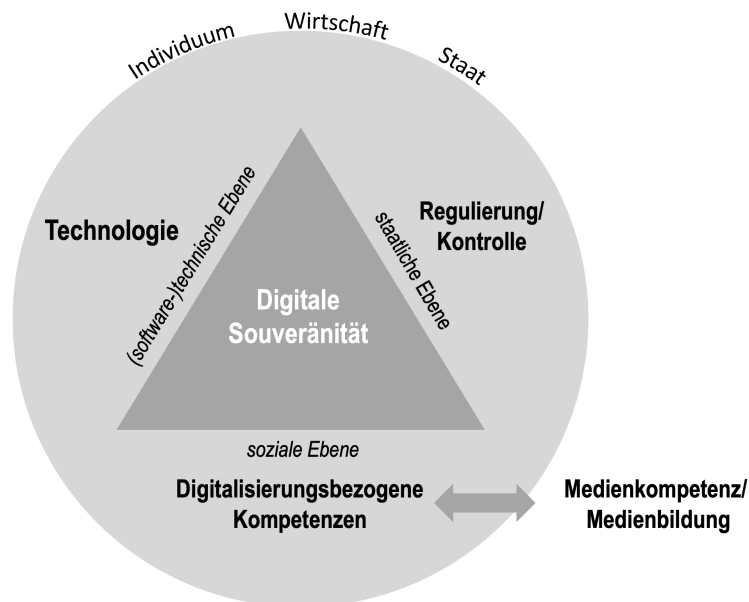 Individuum
Wirtschaft
Staat
Technologie
(software-)technische Ebene
staatliche Ebene
Regulierung/
Kontrolle
Digitale
Souveränität
soziale Ebene
Digitalisierungsbezogene
Kompetenzen
Medienkompetenz/
Medienbildung